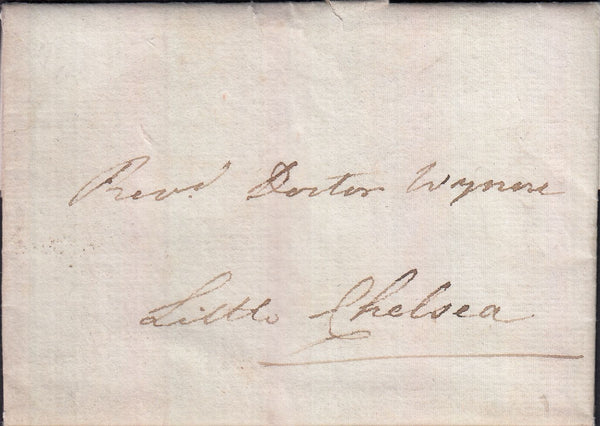 Revd. Doctor Wynne
Little Chelsea